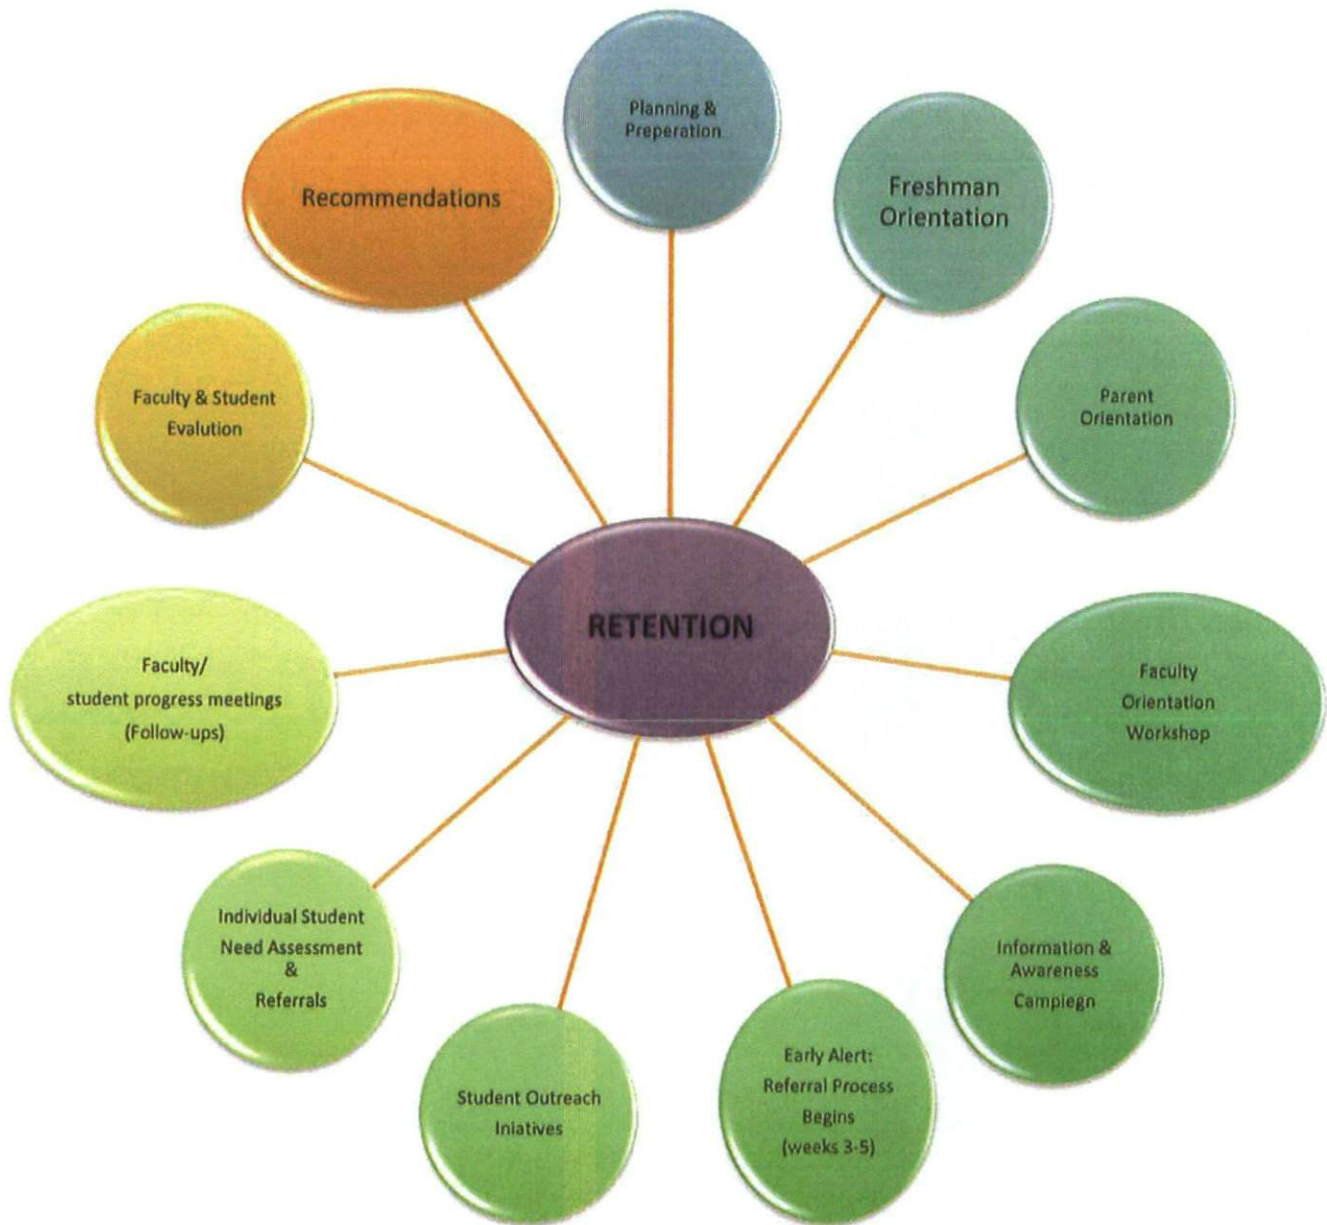 Planning &
Preperation
Freshman
Orientation
Parent
Orientation
Faculty
Orientation
Workshop
Information &
Awareness
Campiegn
Early Alert:
Referral Process
Begins
(weeks 3-5)
Student Outreach
Iniatives
Individual Student
Need Assessment
&
Referrals
Faculty/
student progress meetings
(Follow-ups)
Faculty & Student
Evalution
Recommendations
RETENTION